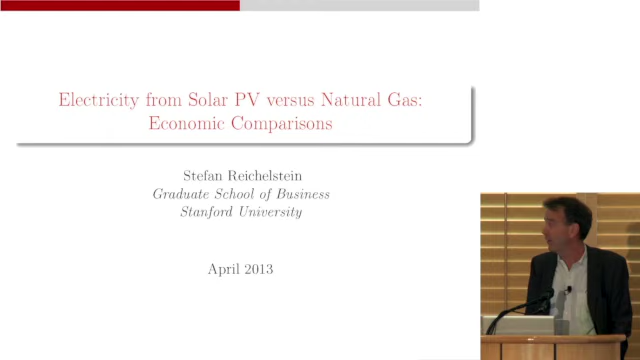 Electricity from Solar PV versus Natural Gas:
Economic Comparisons
Stefan Reichelstein
Graduate School of Business
Stanford University
April 2013